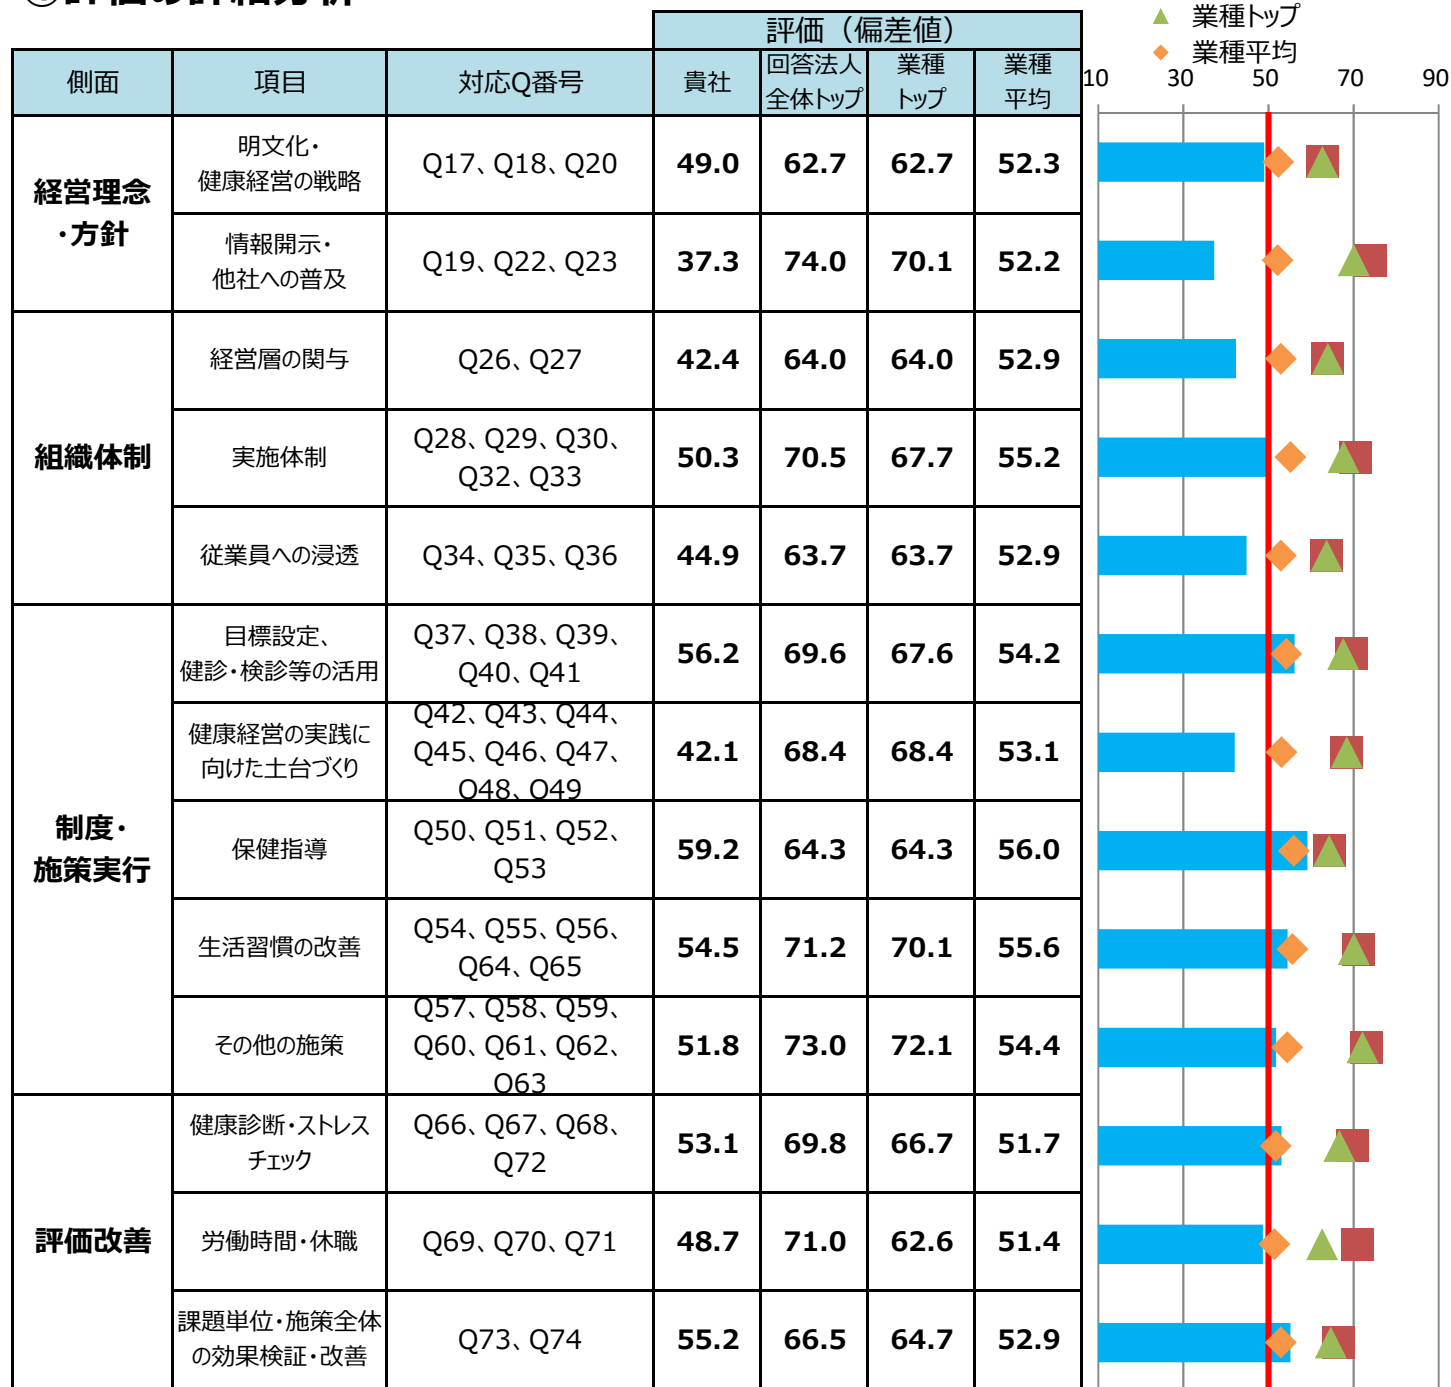 業種トップ
業種平均
評価（偏差値）
側面 項目 対応Q番号 貴社 回答法人 全体トップ 業種 トップ 業種 平均
10 30 50 70 90
経営理念
・方針
明文化・
健康経営の戦略
Q17、Q18、Q20
49.0 62.7 62.7 52.3
情報開示・
他社への普及
Q19、Q22、Q23
37.3 74.0 70.1 52.2
組織体制
経営層の関与
Q26、Q27
42.4 64.0 64.0 52.9
実施体制
Q28、Q29、Q30、
Q32、Q33
50.3 70.5 67.7 55.2
従業員への浸透
Q34、Q35、Q36
44.9 63.7 63.7 52.9
制度・
施策実行
目標設定、
健診・検診等の活用
Q37、Q38、Q39、
Q40、Q41
56.2 69.6 67.6 54.2
健康経営の実践に
向けた土台づくり
Q42、Q43、Q44、
Q45、Q46、Q47、
Q48、Q49
42.1 68.4 68.4 53.1
保健指導
Q50、Q51、Q52、
Q53
59.2 64.3 64.3 56.0
生活習慣の改善
Q54、Q55、Q56、
Q64、Q65
54.5 71.2 70.1 55.6
その他の施策
Q57、Q58、Q59、
Q60、Q61、Q62、
Q63
51.8 73.0 72.1 54.4
評価改善
健康診断・ストレス
チェック
Q66、Q67、Q68、
Q72
53.1 69.8 66.7 51.7
労働時間・休職
Q69、Q70、Q71
48.7 71.0 62.6 51.4
課題単位・施策全体
の効果検証・改善
Q73、Q74
55.2 66.5 64.7 52.9